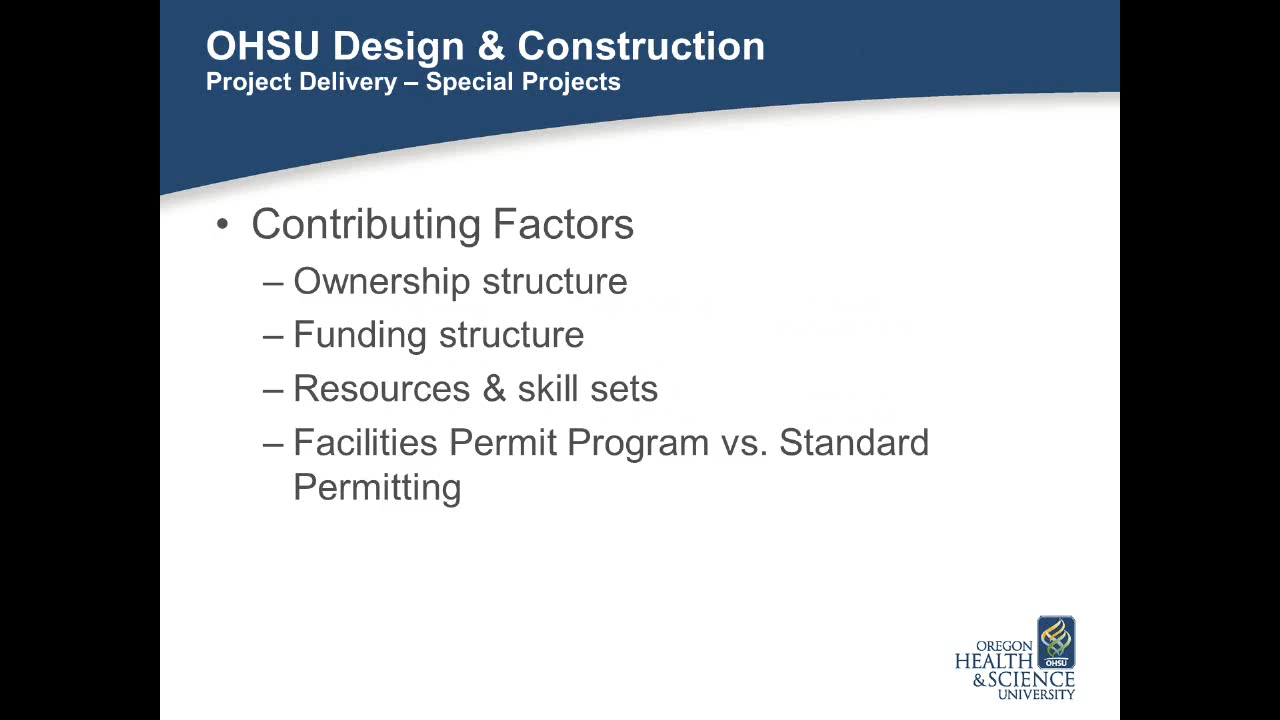 OHSU Design & Construction
Project Delivery – Special Projects
• Contributing Factors
– Ownership structure
– Funding structure
– Resources & skill sets
– Facilities Permit Program vs. Standard
Permitting
OREGON
HEALTH
& SCIENCE
UNIVERSITY
OHSU